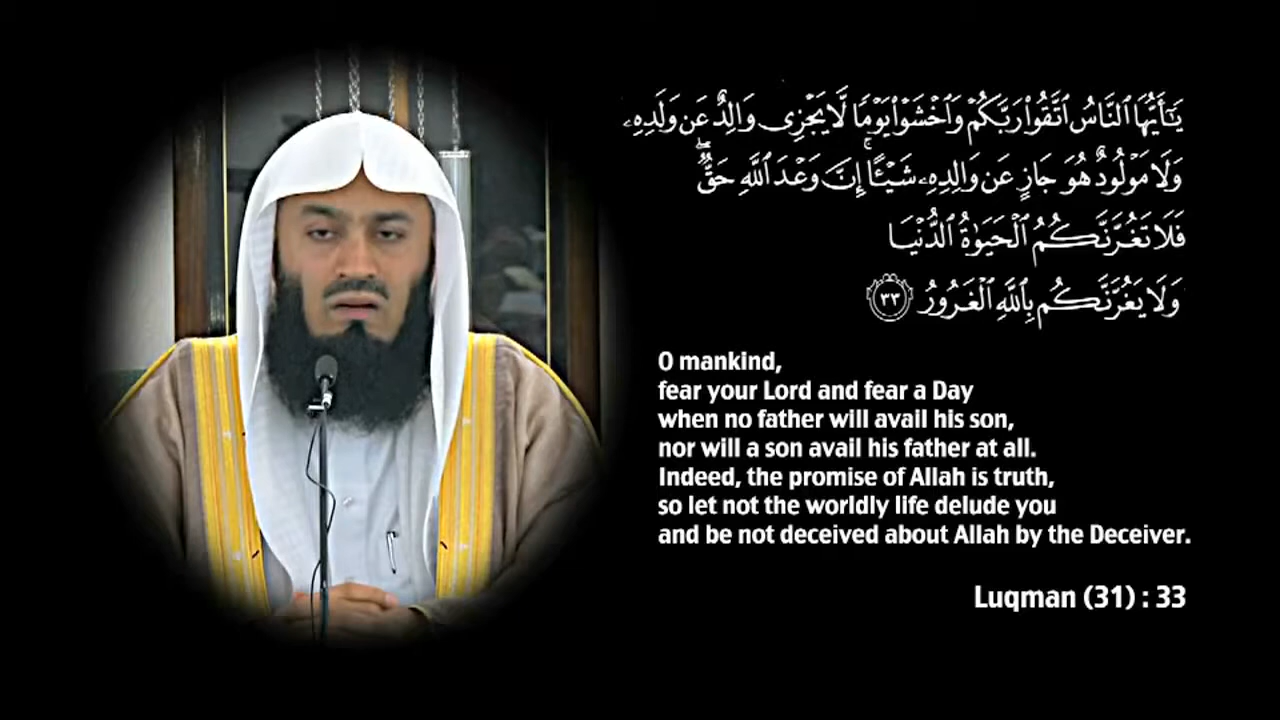 يَـٰٓأَيُّهَا ٱلنَّاسُ ٱتَّقُوا۟ رَبَّكُمْ وَٱخْشَوْا۟ يَوْمًا لَّا يَجْزِى وَالِدٌ عَن وَلَدِهِۦ
وَلَا مَوْلُودٌ هُوَ جَازٍ عَن وَالِدِهِۦ شَيْـًٔا ۚ إِنَّ وَعْدَ ٱللَّهِ حَقٌّ ۖ
فَلَا تَغُرَّنَّكُمُ ٱلْحَيَوٰةُ ٱلدُّنْيَا
وَلَا يَغُرَّنَّكُم بِٱللَّهِ ٱلْغَرُورُ ٣٣
O mankind,
fear your Lord and fear a Day
when no father will avail his son,
nor will a son avail his father at all.
Indeed, the promise of Allah is truth,
so let not the worldly life delude you
and be not deceived about Allah by the Deceiver.
Luqman (31) : 33